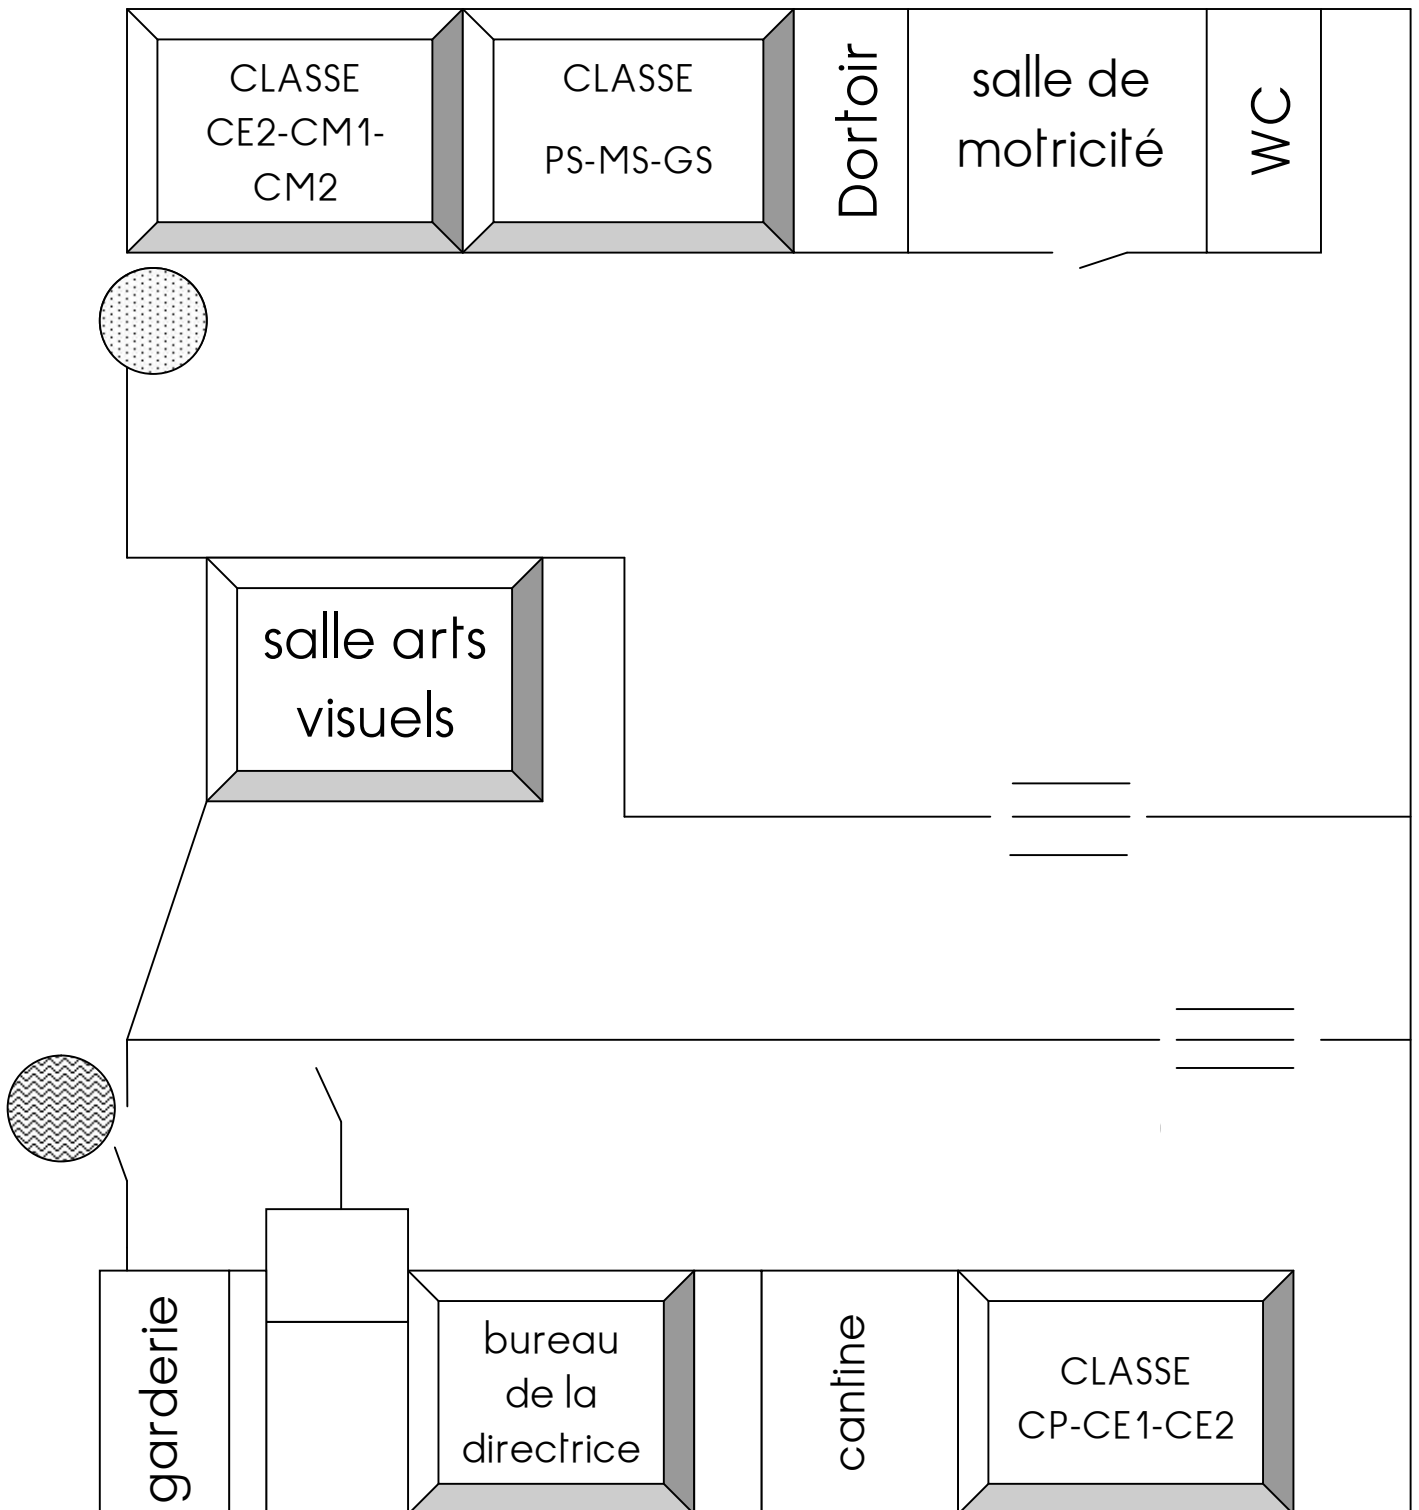 CLASSE
CE2-CM1-
CM2
CLASSE
PS-MS-GS
Dortoir
salle de
motricité
WC
salle arts
visuels
garderie
bureau
de la
directrice
cantine
CLASSE
CP-CE1-CE2